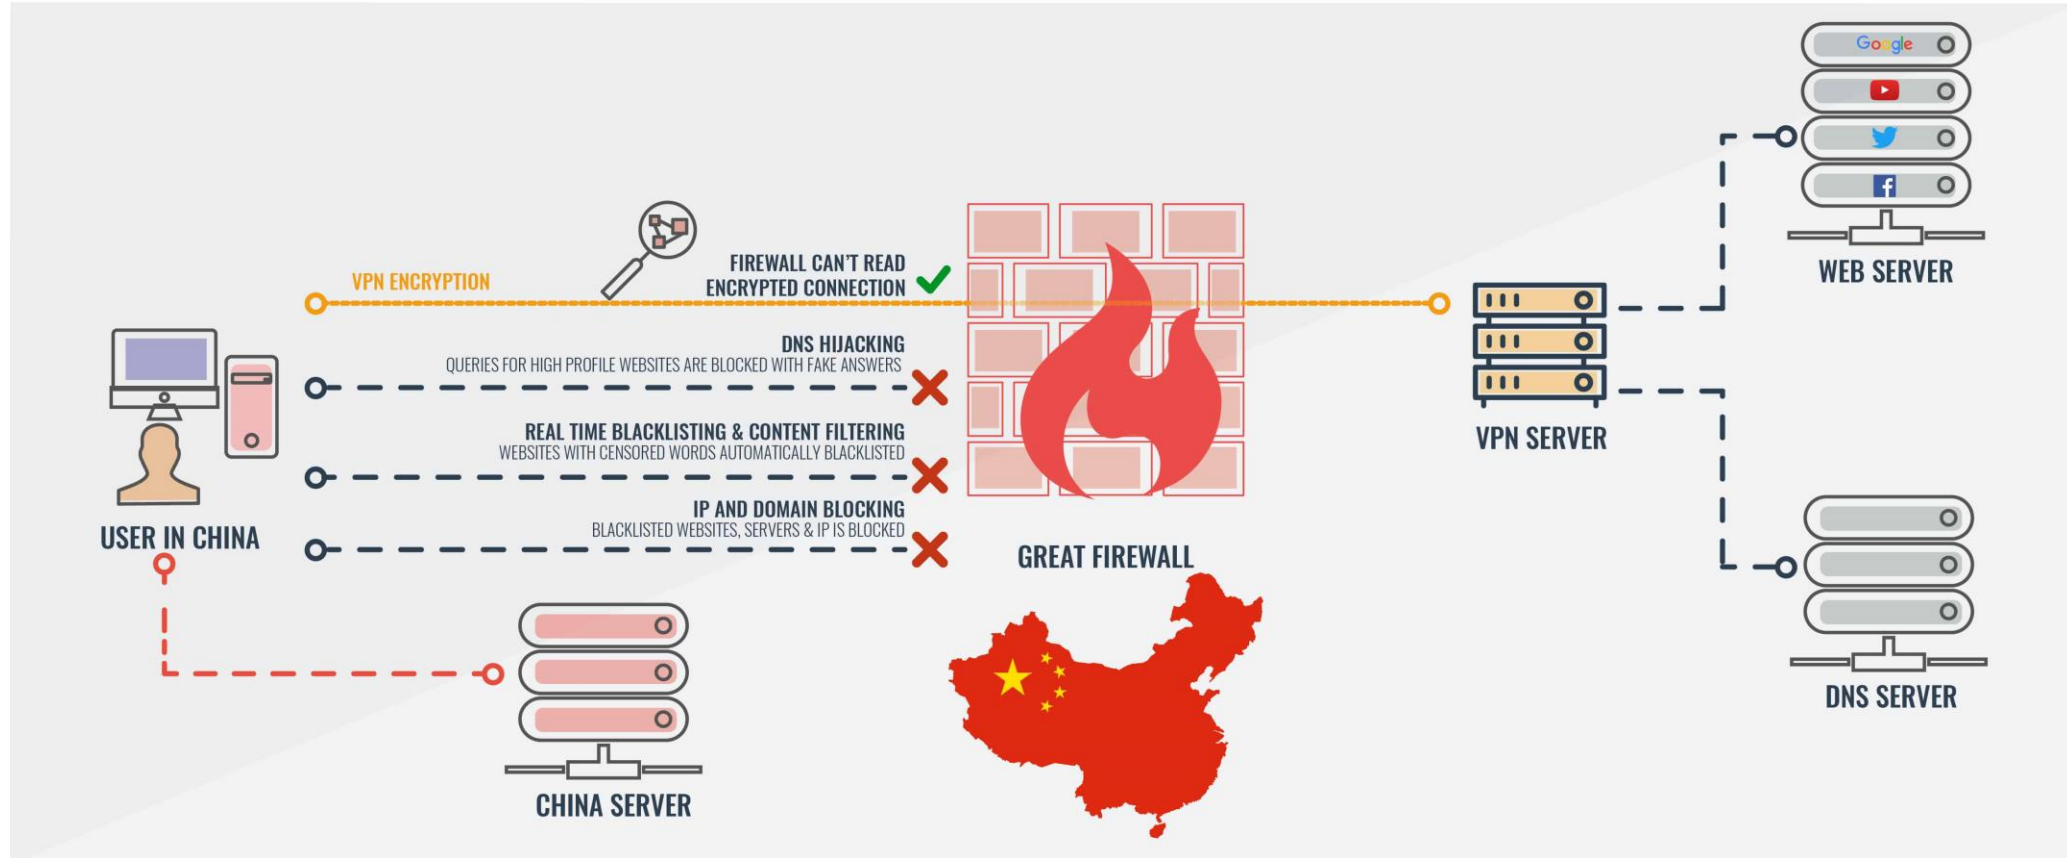 Google
WEB SERVER
VPN ENCRYPTION
FIREWALL CAN'T READ
ENCRYPTED CONNECTION
DNS HIJACKING
QUERIES FOR HIGH PROFILE WEBSITES ARE BLOCKED WITH FAKE ANSWERS
REAL TIME BLACKLISTING & CONTENT FILTERING
WEBSITES WITH CENSORED WORDS AUTOMATICALLY BLACKLISTED
IP AND DOMAIN BLOCKING
BLACKLISTED WEBSITES, SERVERS & IP IS BLOCKED
USER IN CHINA
GREAT FIREWALL
VPN SERVER
CHINA SERVER
DNS SERVER